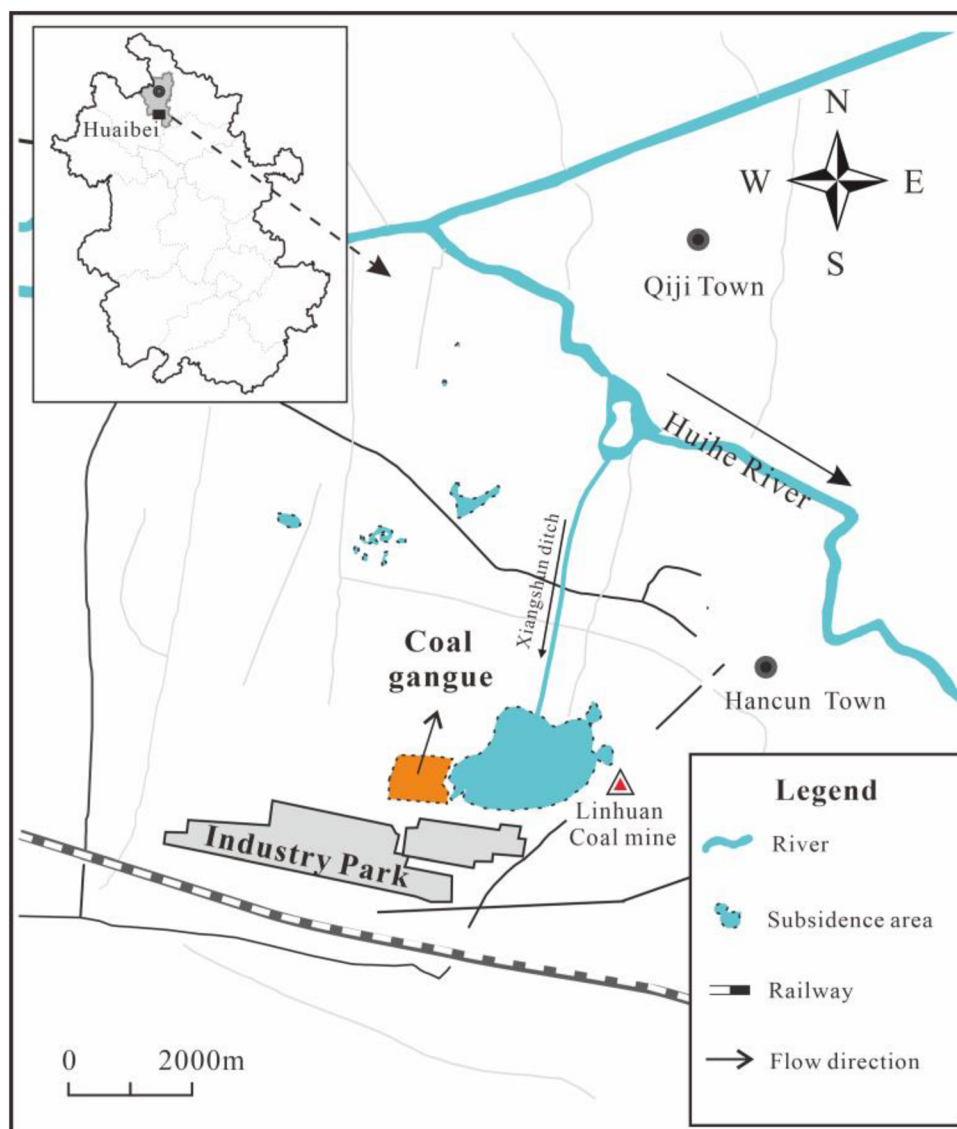 Huaibei
N
W
E
S
Qiji Town
Huihe River
Xiangshun ditch
Coal
gangue
Hancun Town
Linhuan
Coal mine
Industry Park
0 2000m
Legend
River
Subsidence area
Railway
Flow direction